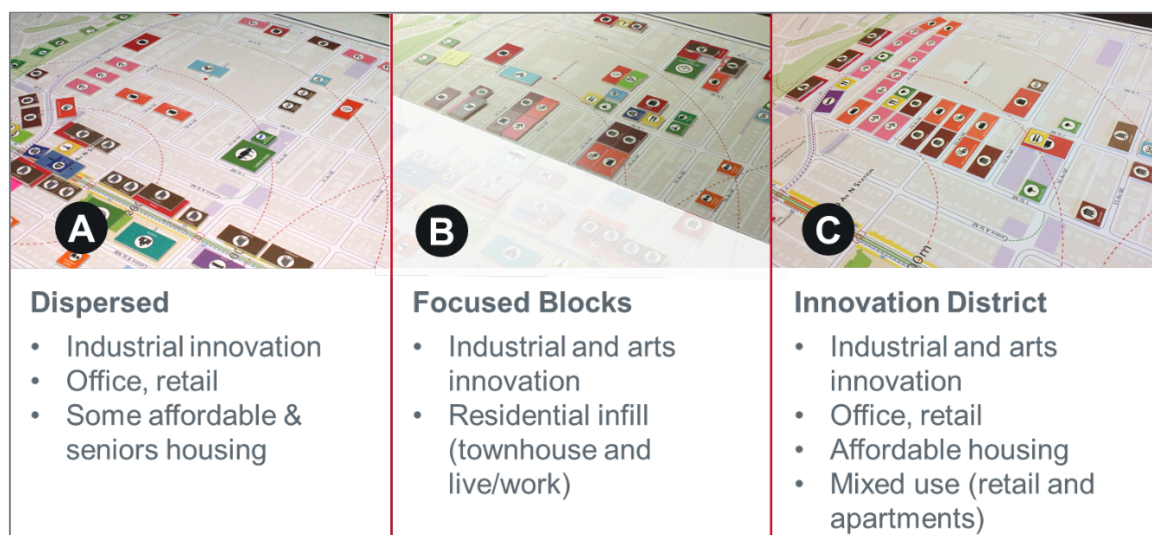 A
B
C
Dispersed
• Industrial innovation
• Office, retail
• Some affordable &
seniors housing
Focused Blocks
• Industrial and arts
innovation
• Residential infill
(townhouse and
live/work)
Innovation District
• Industrial and arts
innovation
• Office, retail
• Affordable housing
• Mixed use (retail and
apartments)